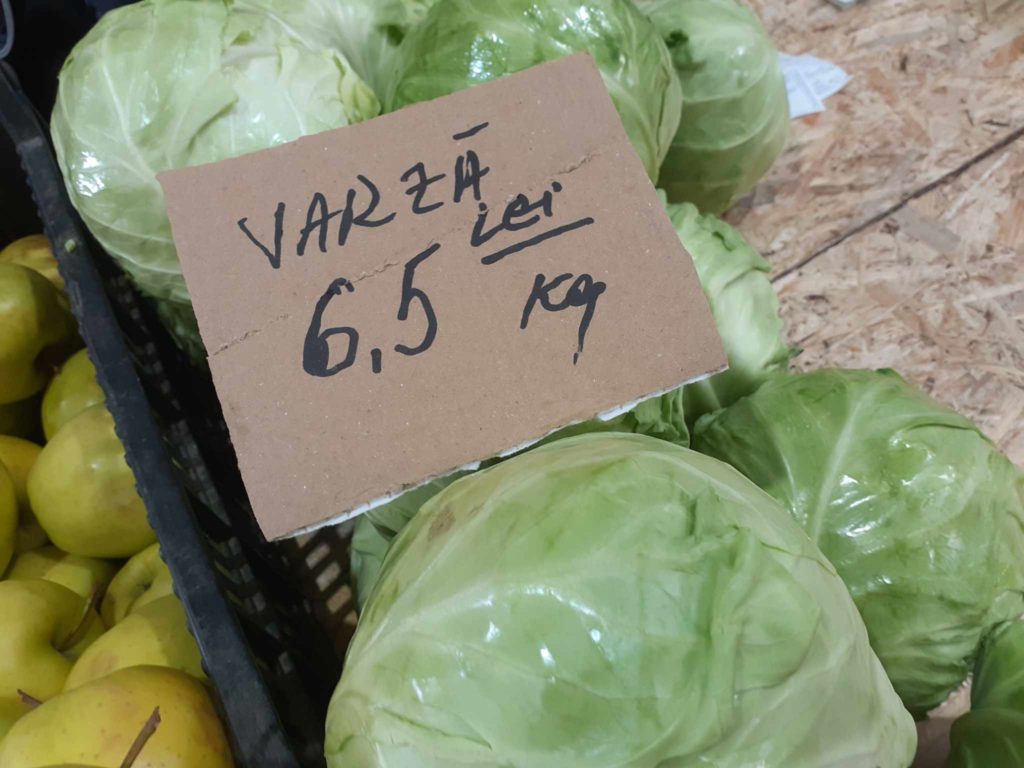 VARZĂ
6,5 Lei
Kg